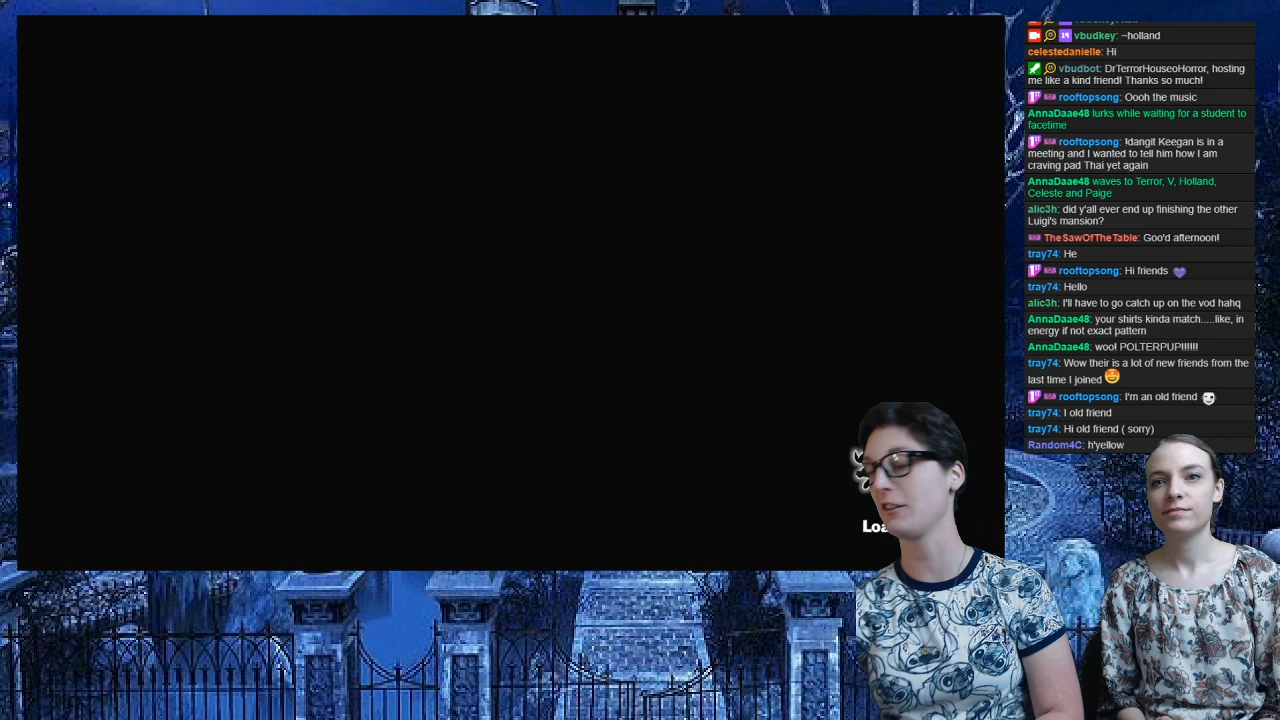 vbudkey: ~holland
celestedanielle: Hi
vbudbot: DrTerrorHouseoHorror, hosting
me like a kind friend! Thanks so much!
rooftopsong: Oooh the music
AnnaDaae48 lurks while waiting for a student to
facetime
rooftopsong: !dangit Keegan is in a
meeting and I wanted to tell him how I am
craving pad Thai yet again
AnnaDaae48 waves to Terror, V, Holland,
Celeste and Paige
alic3h: did y'all ever end up finishing the other
Luigi's mansion?
TheSawOfTheTable: Goo'd afternoon!
tray74: He
rooftopsong: Hi friends
tray74: Hello
alic3h: I'll have to go catch up on the vod hahq
AnnaDaae48: your shirts kinda match.....like, in
energy if not exact pattern
AnnaDaae48: woo! POLTERPUP!!!!!!
tray74: Wow their is a lot of new friends from the
last time I joined
rooftopsong: I'm an old friend
tray74: I old friend
tray74: Hi old friend ( sorry)
Random4C: h'yellow
Loa